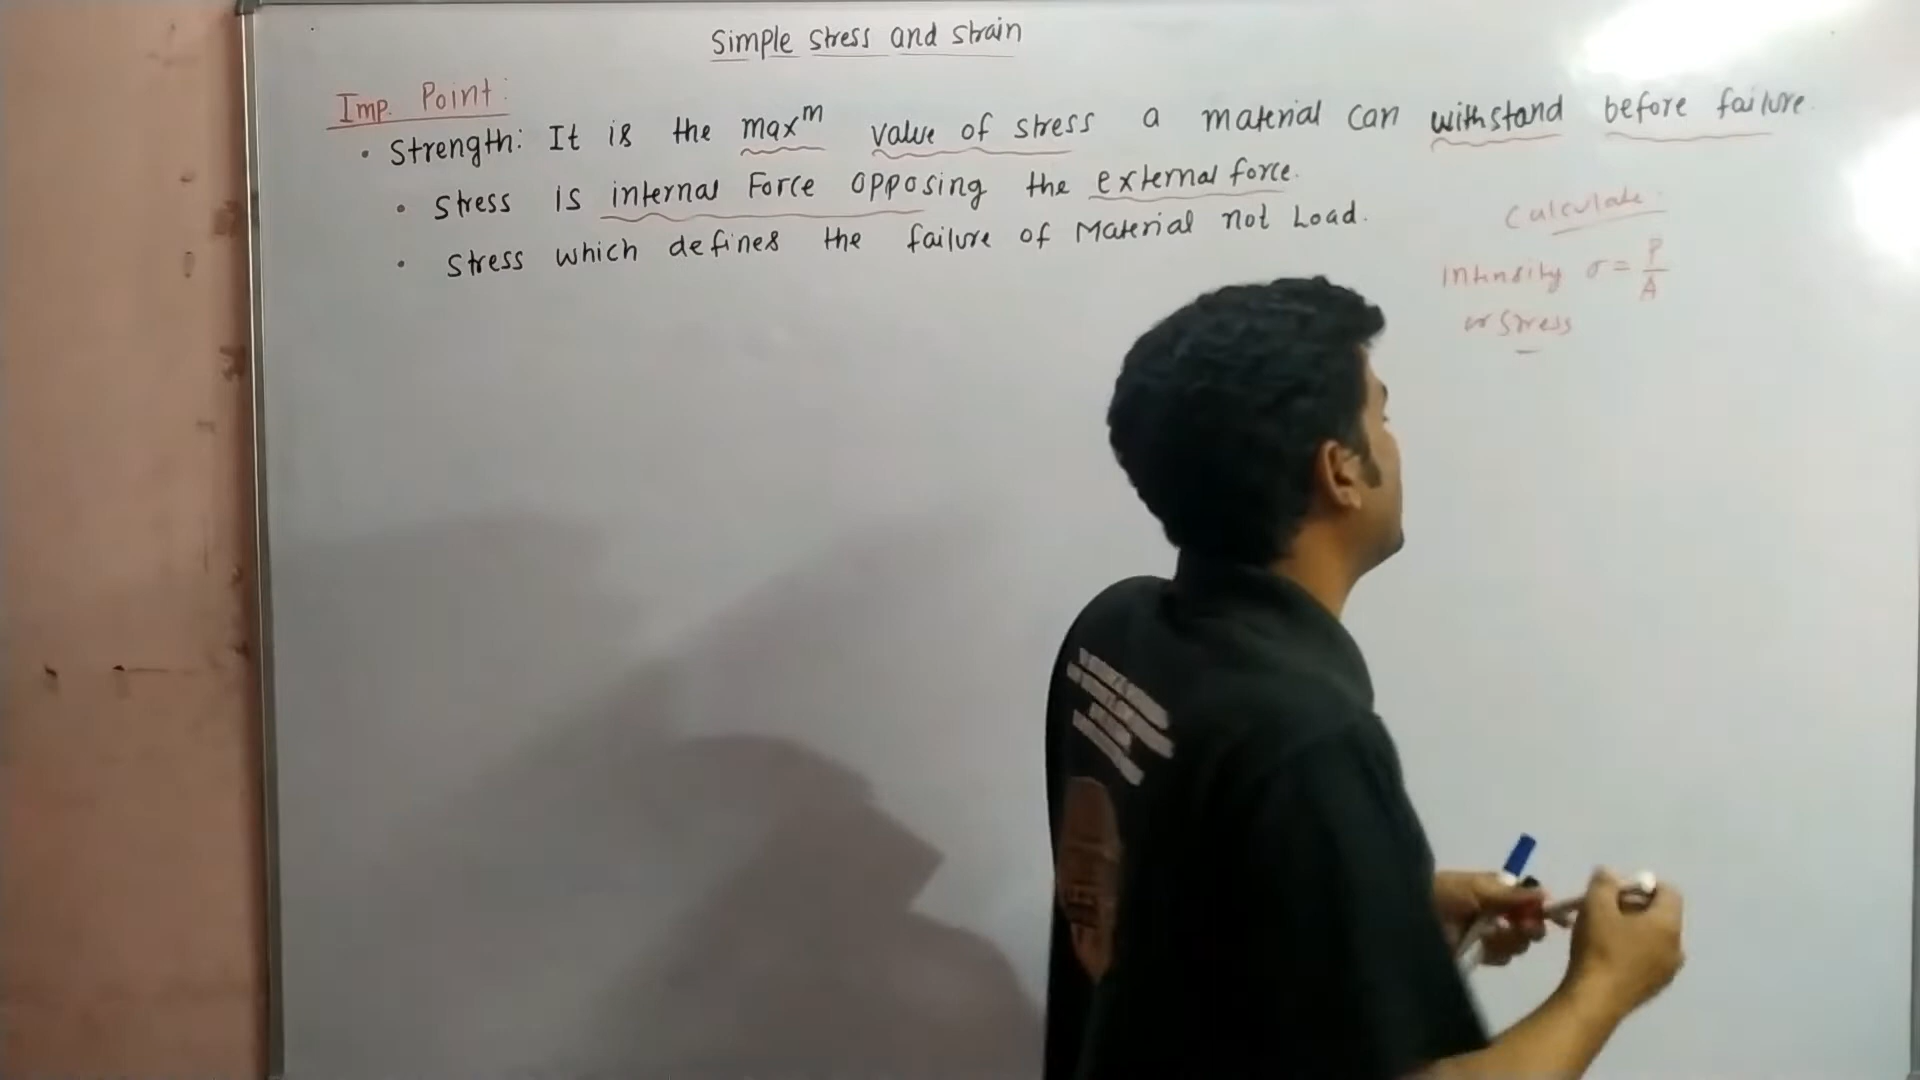 Simple stress and strain
Imp. Point:
• Strength: It is the max^m value of stress a material can withstand before failure.
• Stress is internal Force opposing the external force.
• Stress which defines the failure of Material not Load.
Calculate
Intensity σ = P/A
or Stress